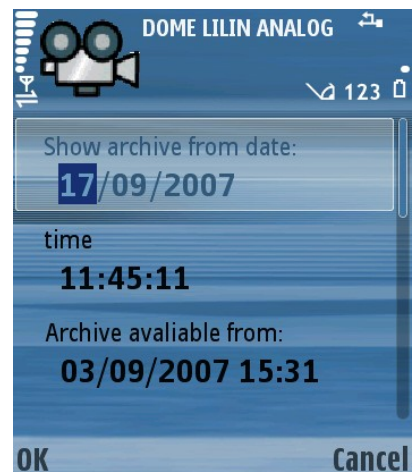 DOME LILIN ANALOG
123
Show archive from date:
17/09/2007
time
11:45:11
Archive avaliable from:
03/09/2007 15:31
OK Cancel